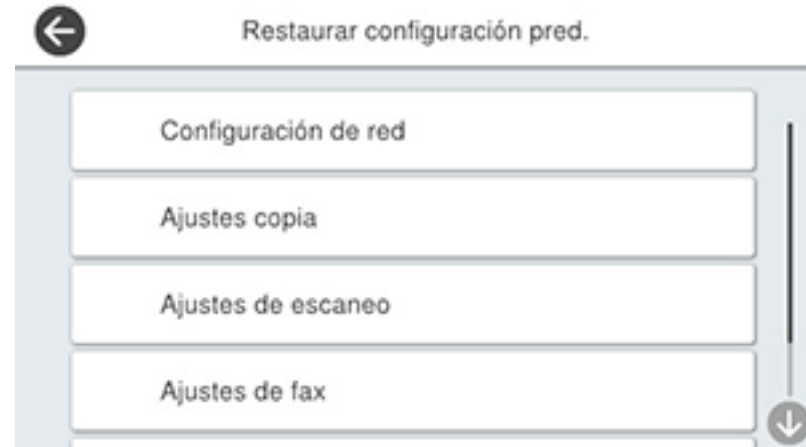 Restaurar configuración pred.
Configuración de red
Ajustes copia
Ajustes de escaneo
Ajustes de fax